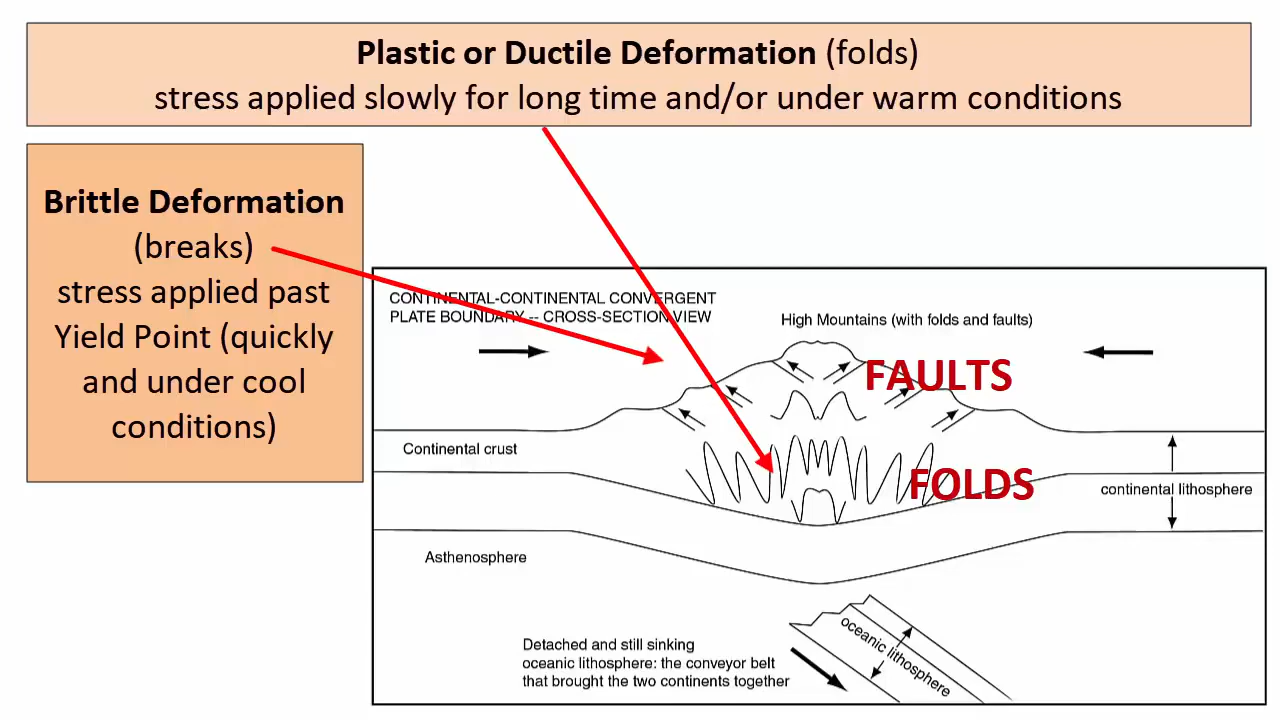 Plastic or Ductile Deformation (folds)
stress applied slowly for long time and/or under warm conditions
Brittle Deformation
(breaks)
stress applied past
Yield Point (quickly
and under cool
conditions)
CONTINENTAL-CONTINENTAL CONVERGENT
PLATE BOUNDARY -- CROSS-SECTION VIEW
High Mountains (with folds and faults)
FAULTS
Continental crust
FOLDS
continental lithosphere
Asthenosphere
Detached and still sinking
oceanic lithosphere: the conveyor belt
that brought the two continents together
oceanic lithosphere